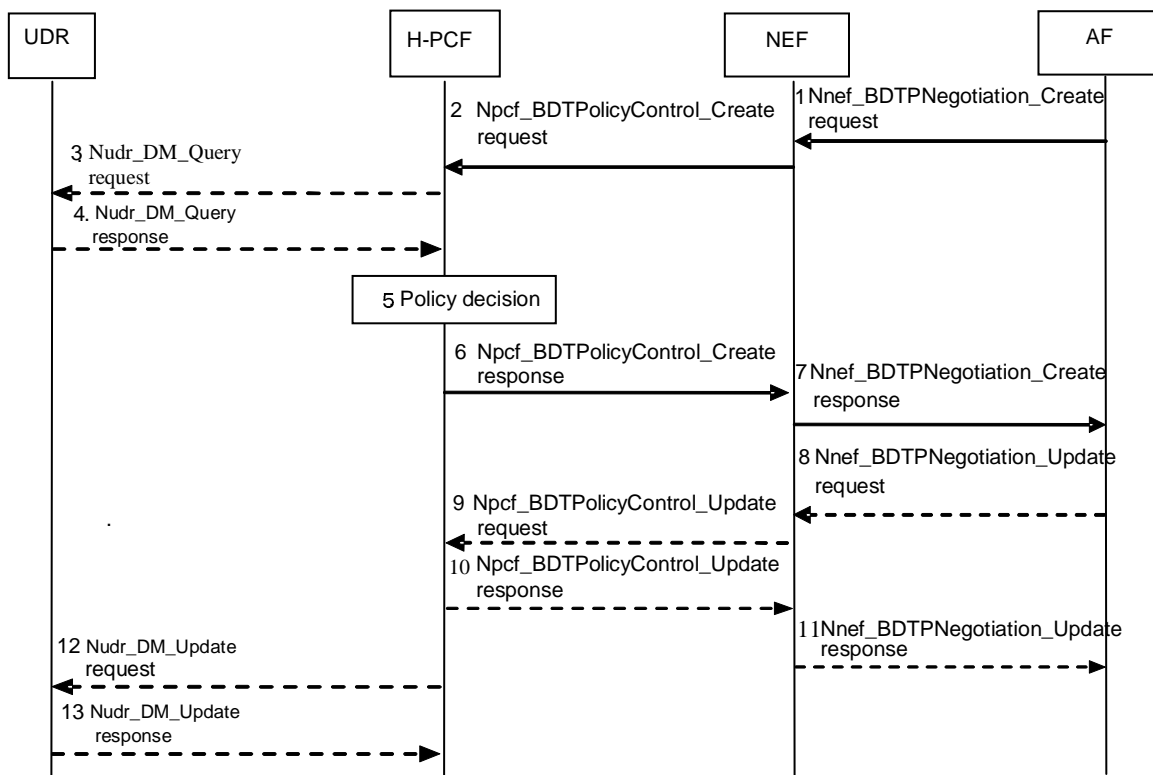 UDR
H-PCF
NEF
AF
1 Nnef_BDTPNegotiation_Create
request
2 Npcf_BDTPolicyControl_Create
request
3. Nudr_DM_Query
request
4. Nudr_DM_Query
response
5 Policy decision
6 Npcf_BDTPolicyControl_Create
response
7 Nnef_BDTPNegotiation_Create
response
8 Nnef_BDTPNegotiation_Update
request
9 Npcf_BDTPolicyControl_Update
request
10 Npcf_BDTPolicyControl_Update
response
11 Nnef_BDTPNegotiation_Update
response
12 Nudr_DM_Update
request
13 Nudr_DM_Update
response